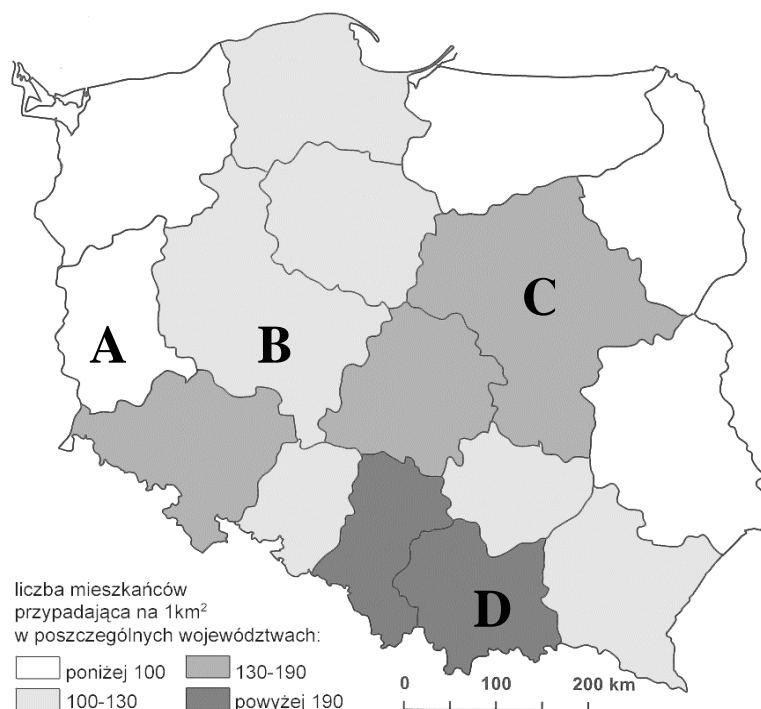 A
B
C
D
liczba mieszkańców
przypadająca na 1km²
w poszczególnych województwach:
poniżej 100
130-190
100-130
powyżej 190
0 100 200 km